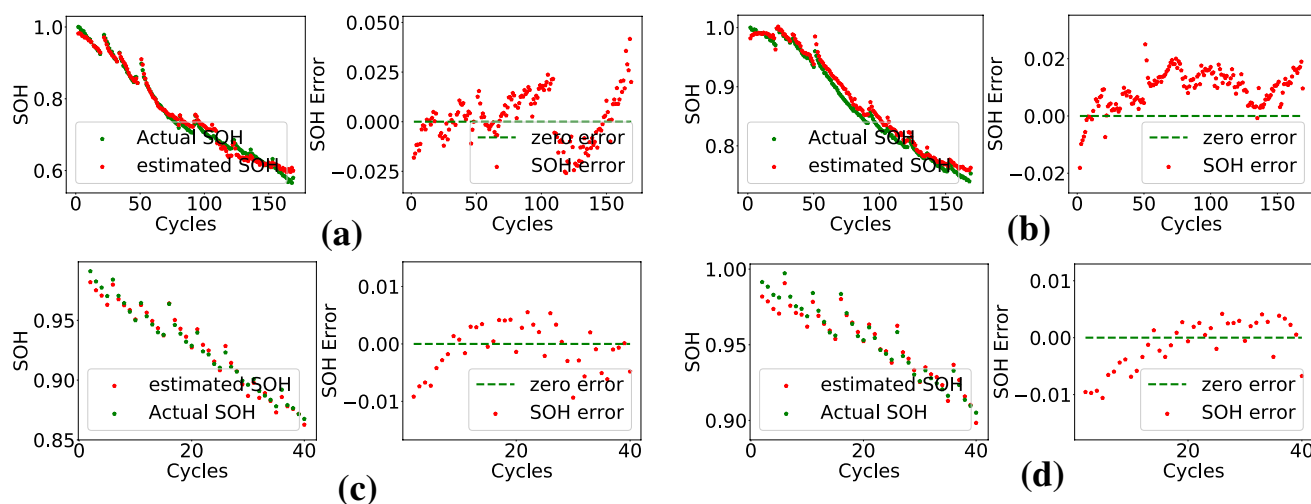 SOH
1.0
0.8
0.6
Actual SOH
estimated SOH
0 50 100 150
Cycles
SOH Error
0.050
0.025
0.000
−0.025
zero error
SOH error
0 50 100 150
Cycles
(a)
SOH
1.0
0.9
0.8
Actual SOH
estimated SOH
0 50 100 150
Cycles
SOH Error
0.02
0.00
−0.02
zero error
SOH error
0 50 100 150
Cycles
(b)
SOH
0.95
0.90
0.85
estimated SOH
Actual SOH
0 20 40
Cycles
SOH Error
0.01
0.00
−0.01
zero error
SOH error
20 40
Cycles
(c)
SOH
1.00
0.95
0.90
estimated SOH
Actual SOH
0 20 40
Cycles
SOH Error
0.01
0.00
−0.01
zero error
SOH error
20 40
Cycles
(d)